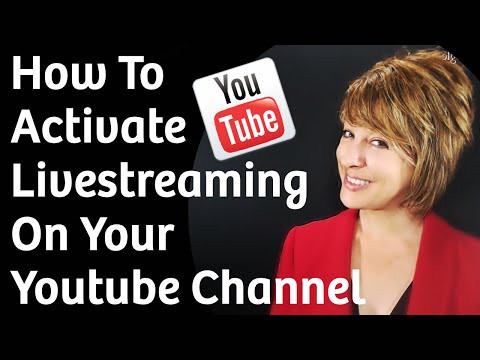 How To
Activate
Livestreaming
On Your
Youtube Channel
You
Tube